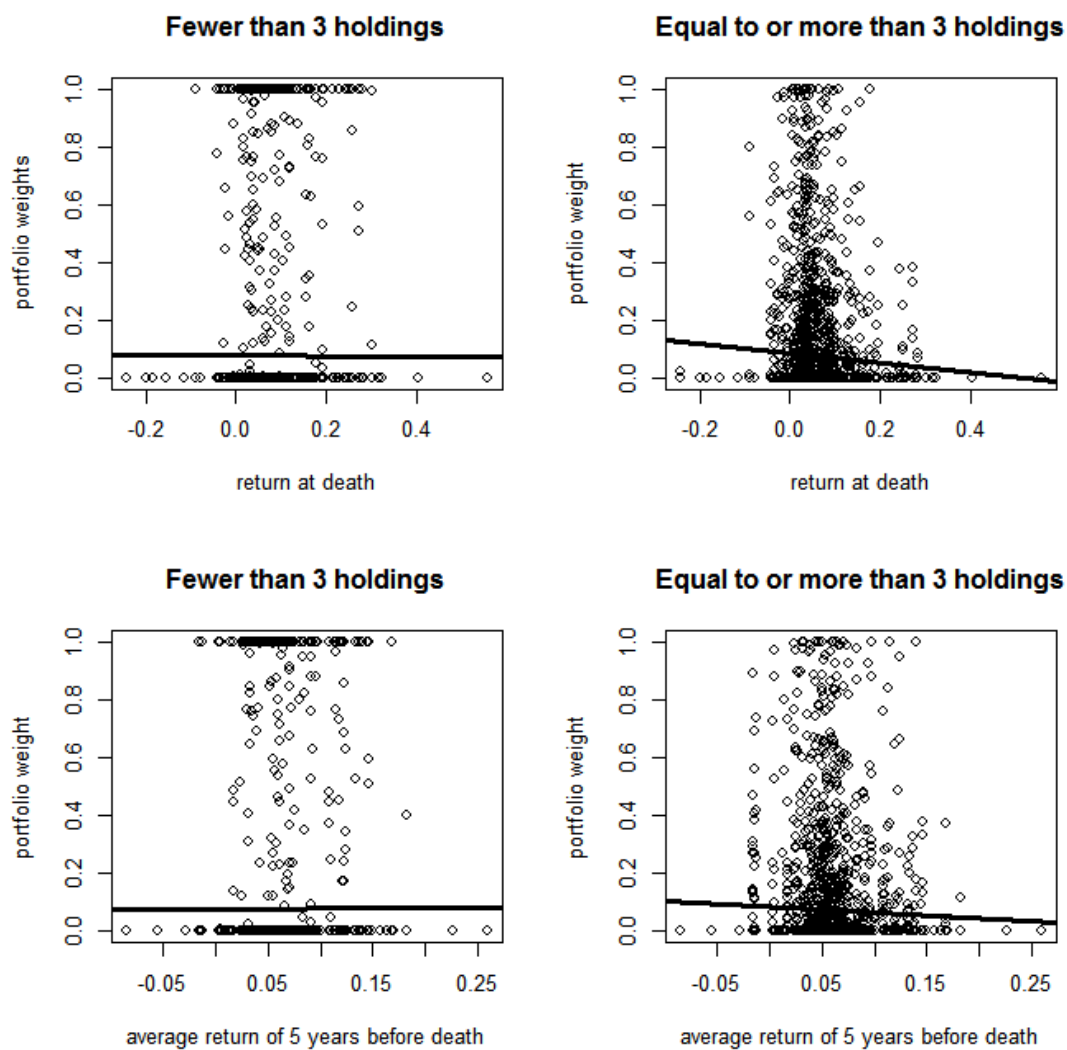 Fewer than 3 holdings
portfolio weights
1.0
0.8
0.6
0.4
0.2
0.0
-0.2 0.0 0.2 0.4
return at death
Equal to or more than 3 holdings
portfolio weight
1.0
0.8
0.6
0.4
0.2
0.0
-0.2 0.0 0.2 0.4
return at death
Fewer than 3 holdings
portfolio weight
1.0
0.8
0.6
0.4
0.2
0.0
-0.05 0.05 0.15 0.25
average return of 5 years before death
Equal to or more than 3 holdings
portfolio weight
1.0
0.8
0.6
0.4
0.2
0.0
-0.05 0.05 0.15 0.25
average return of 5 years before death